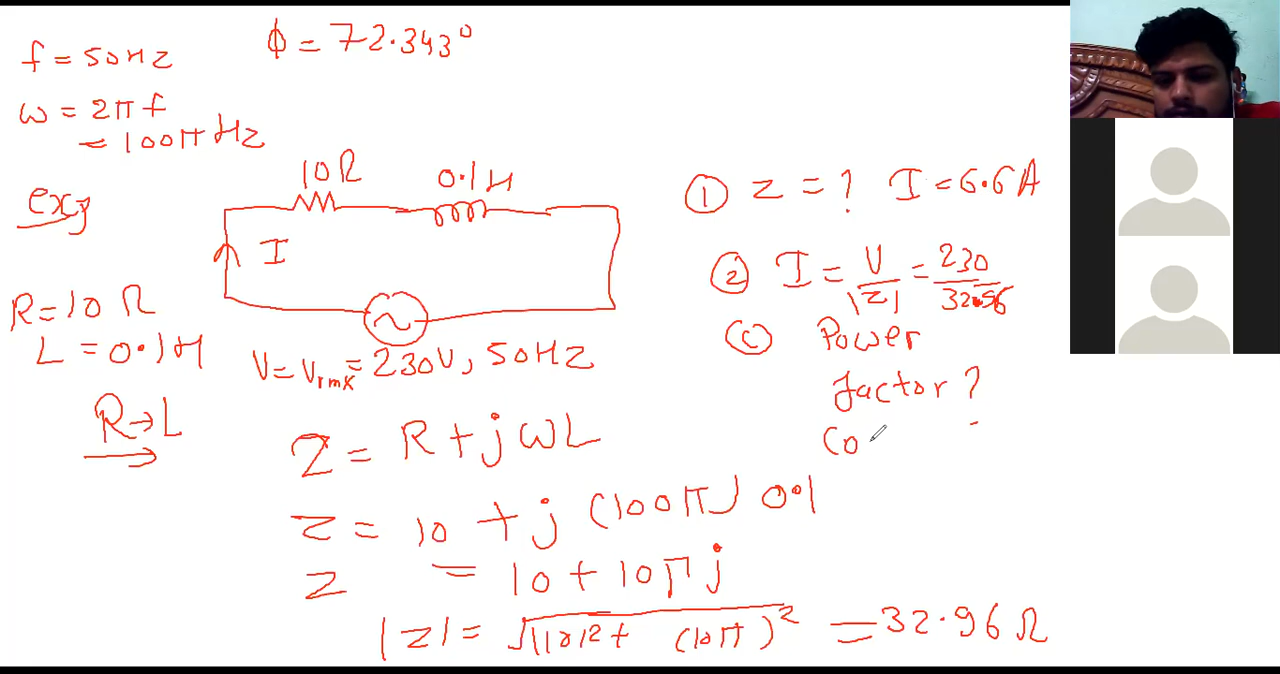 f = 50Hz
ϕ = 72.343°
ω = 2πf
= 100π Hz
ex:
10Ω
0.1H
I
R = 10 Ω
L = 0.1H
V = Vrms = 230V, 50HZ
R→L
① Z = ? I = 6.6A
② I = V/|Z| = 230/32.96
Ⓒ Power
factor?
Co
Z = R + jωL
Z = 10 + j (100π) 0.1
Z = 10 + 10πj
|Z| = √(10)² + (10π)² = 32.96 Ω